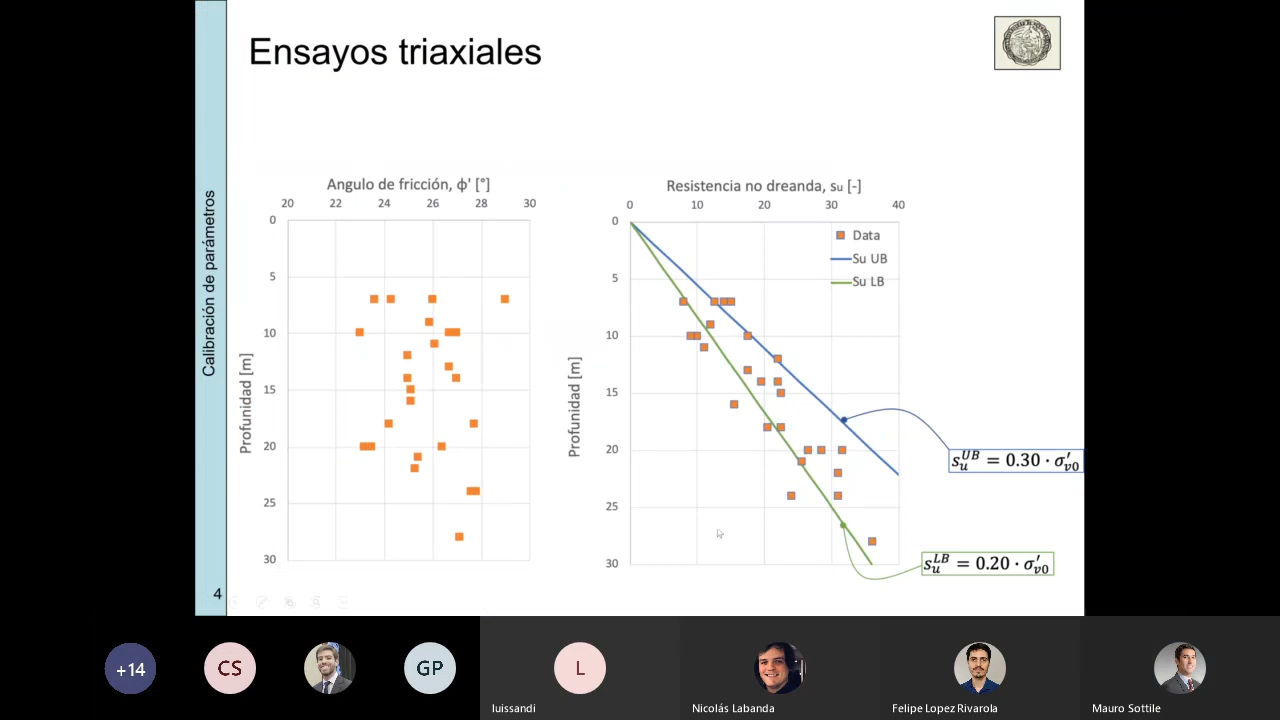 Ensayos triaxiales
Calibración de parámetros
Angulo de fricción, ϕ' [°]
20 22 24 26 28 30
0
5
10
15
20
25
30
Profunidad [m]
Resistencia no dreanda, su [-]
0 10 20 30 40
0
5
10
15
20
25
30
Profunidad [m]
Data
Su UB
Su LB
s_u^UB = 0.30 · σ′_v0
s_u^LB = 0.20 · σ′_v0
4
+14
CS
GP
L
luissandi
Nicolás Labanda
Felipe Lopez Rivarola
Mauro Sottile